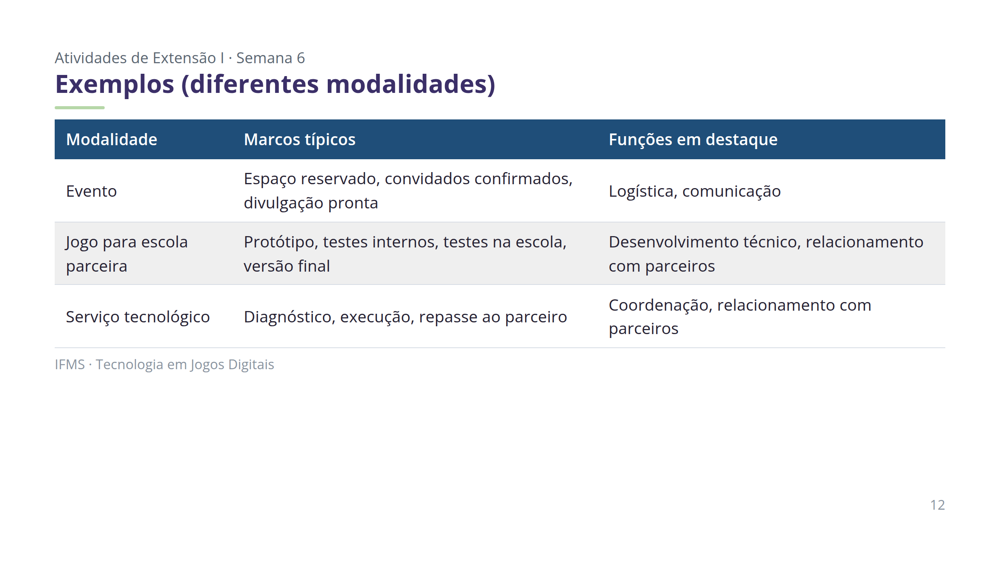 Atividades de Extensão I · Semana 6
Exemplos (diferentes modalidades)
Modalidade
Marcos típicos
Funções em destaque
Evento
Espaço reservado, convidados confirmados,
divulgação pronta
Logística, comunicação
Jogo para escola
parceira
Protótipo, testes internos, testes na escola,
versão final
Desenvolvimento técnico, relacionamento
com parceiros
Serviço tecnológico
Diagnóstico, execução, repasse ao parceiro
Coordenação, relacionamento com
parceiros
IFMS · Tecnologia em Jogos Digitais
12